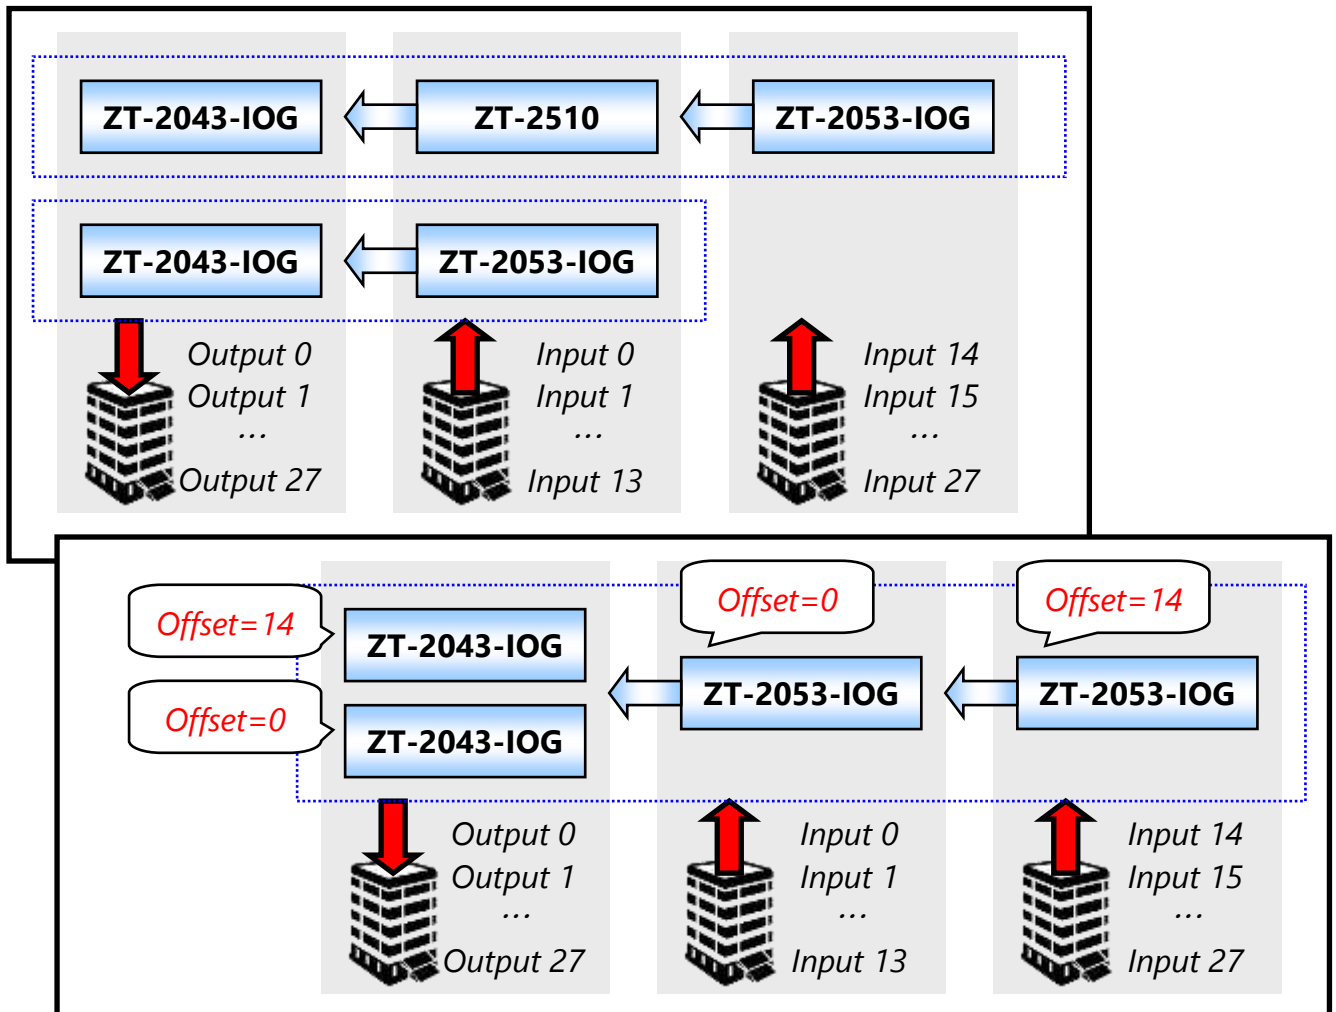 ZT-2043-IOG
ZT-2510
ZT-2053-IOG
ZT-2043-IOG
ZT-2053-IOG
Output 0
Output 1
...
Output 27
Input 0
Input 1
...
Input 13
Input 14
Input 15
...
Input 27
Offset=14
ZT-2043-IOG
Offset=0
ZT-2043-IOG
Offset=0
ZT-2053-IOG
Offset=14
ZT-2053-IOG
Output 0
Output 1
...
Output 27
Input 0
Input 1
...
Input 13
Input 14
Input 15
...
Input 27